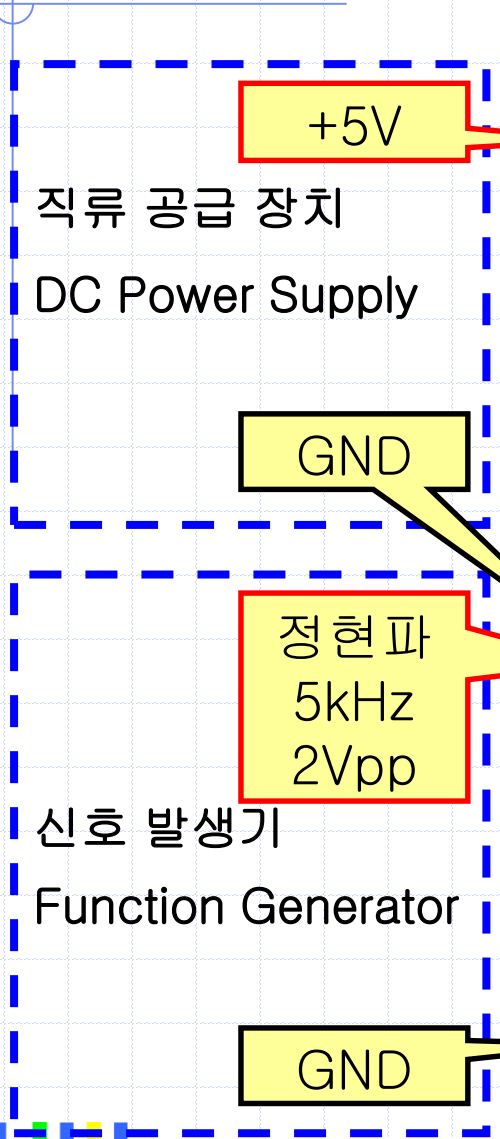 +5V
직류 공급 장치
DC Power Supply
GND
정현파
5kHz
2Vpp
신호 발생기
Function Generator
GND